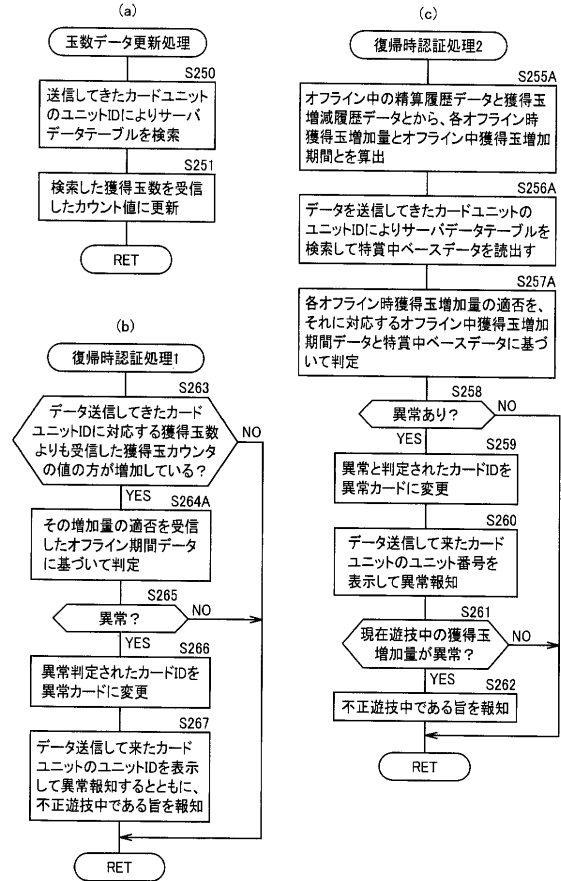 (a)
玉数データ更新処理
S250
送信してきたカードユニット
のユニットIDによりサーバ
データテーブルを検索
S251
検索した獲得玉数を受信
したカウント値に更新
RET
(b)
復帰時認証処理1
S263
データ送信してきたカード
ユニットIDに対応する獲得玉数
よりも受信した獲得玉カウンタ
の値の方が増加している?
NO
YES
S264A
その増加量の適否を受信
したオフライン期間データ
に基づいて判定
S265
異常?
NO
YES
S266
異常判定されたカードIDを
異常カードに変更
S267
データ送信して来たカード
ユニットのユニットIDを表示
して異常報知するとともに、
不正遊技中である旨を報知
RET
(c)
復帰時認証処理2
S255A
オフライン中の精算履歴データと獲得玉
増減履歴データとから、各オフライン時
獲得玉増加量とオフライン中獲得玉増加
期間とを算出
S256A
データを送信してきたカードユニットの
ユニットIDによりサーバデータテーブルを
検索して特賞中ベースデータを読出す
S257A
各オフライン時獲得玉増加量の適否を、
それに対応するオフライン中獲得玉増加
期間データと特賞中ベースデータに基づ
いて判定
S258
異常あり?
NO
YES
S259
異常と判定されたカードIDを
異常カードに変更
S260
データ送信して来たカード
ユニットのユニット番号を
表示して異常報知
S261
現在遊技中の獲得玉
増加量が異常?
NO
YES
S262
不正遊技中である旨を報知
RET